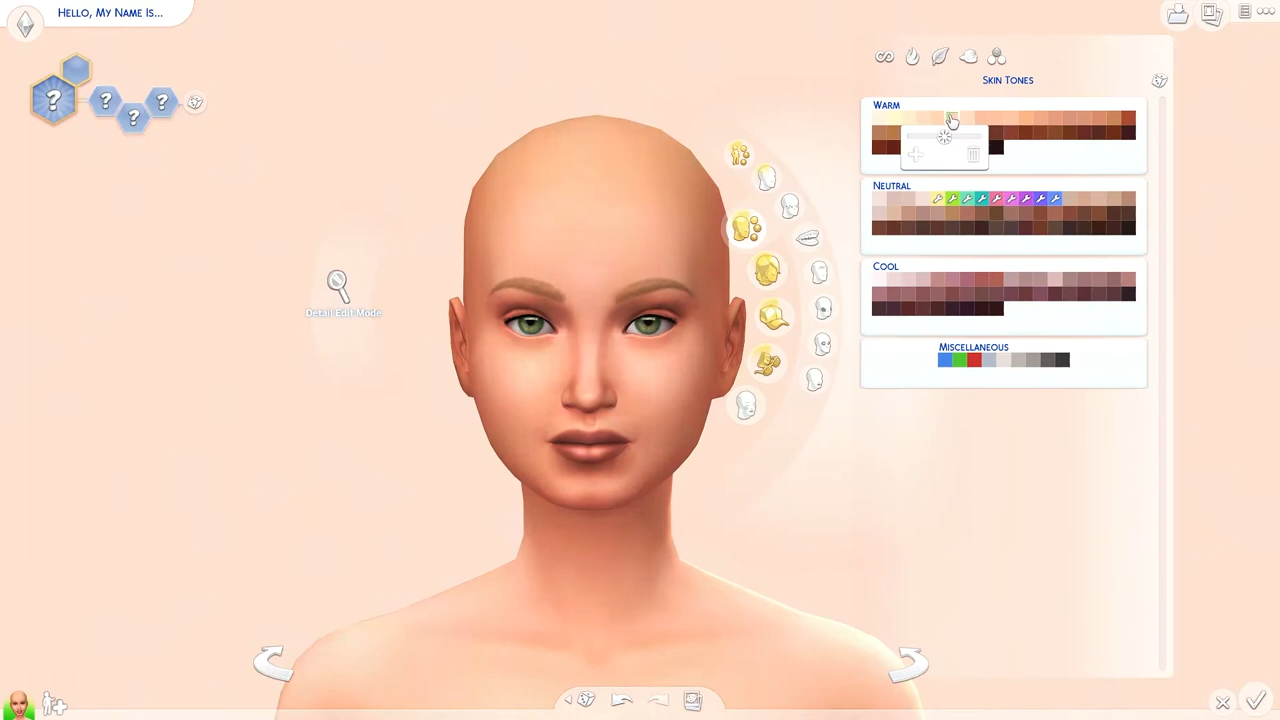 Hello, My Name Is...
Skin Tones
Warm
Neutral
Cool
Miscellaneous
Detail Edit Mode
?
?
?
?